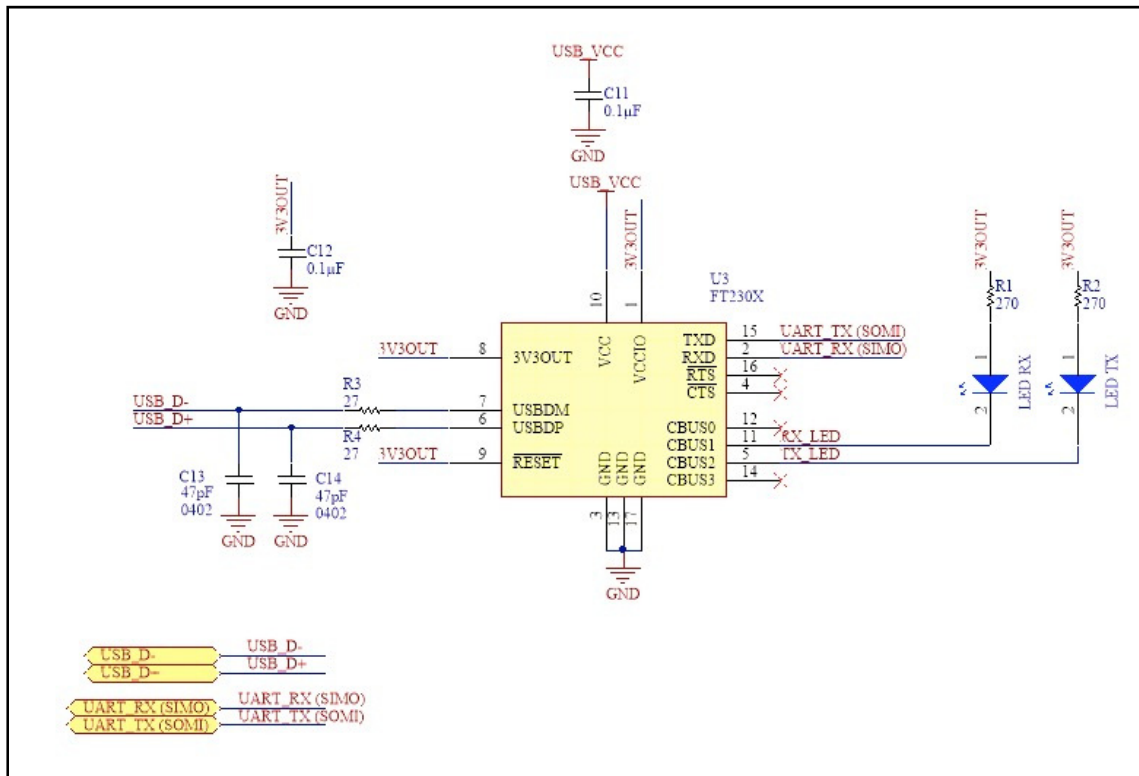 USB_VCC
C11
0.1µF
GND
USB_VCC
3V3OUT
C12
0.1µF
GND
3V3OUT
10
1
U3
FT230X
VCC
VCCIO
3V3OUT
8
3V3OUT
TXD
15
UART_TX (SOMI)
RXD
2
UART_RX (SIMO)
RTS
16
CTS
4
USB_D-
R3
27
7
USBDM
USB_D+
R4
27
6
USBDP
3V3OUT
9
RESET
CBUS0
12
CBUS1
11
RX_LED
CBUS2
5
TX_LED
CBUS3
14
GND
GND
GND
3
13
17
GND
C13
47pF
0402
GND
C14
47pF
0402
GND
3V3OUT
R1
270
1
LED RX
2
3V3OUT
R2
270
1
LED TX
2
USB_D-
USB_D-
USB_D+
USB_D+
UART_RX (SIMO)
UART_RX (SIMO)
UART_TX (SOMI)
UART_TX (SOMI)